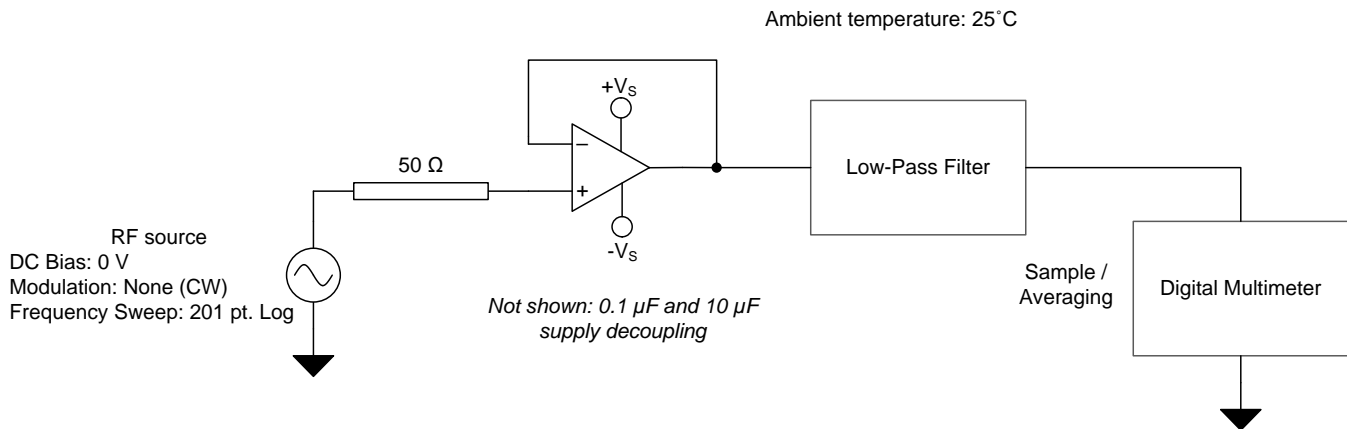 Ambient temperature: 25˚C
+VS
−
50 Ω
+
Low-Pass Filter
-VS
RF source
DC Bias: 0 V
Modulation: None (CW)
Frequency Sweep: 201 pt. Log
Not shown: 0.1 µF and 10 µF
supply decoupling
Sample /
Averaging
Digital Multimeter